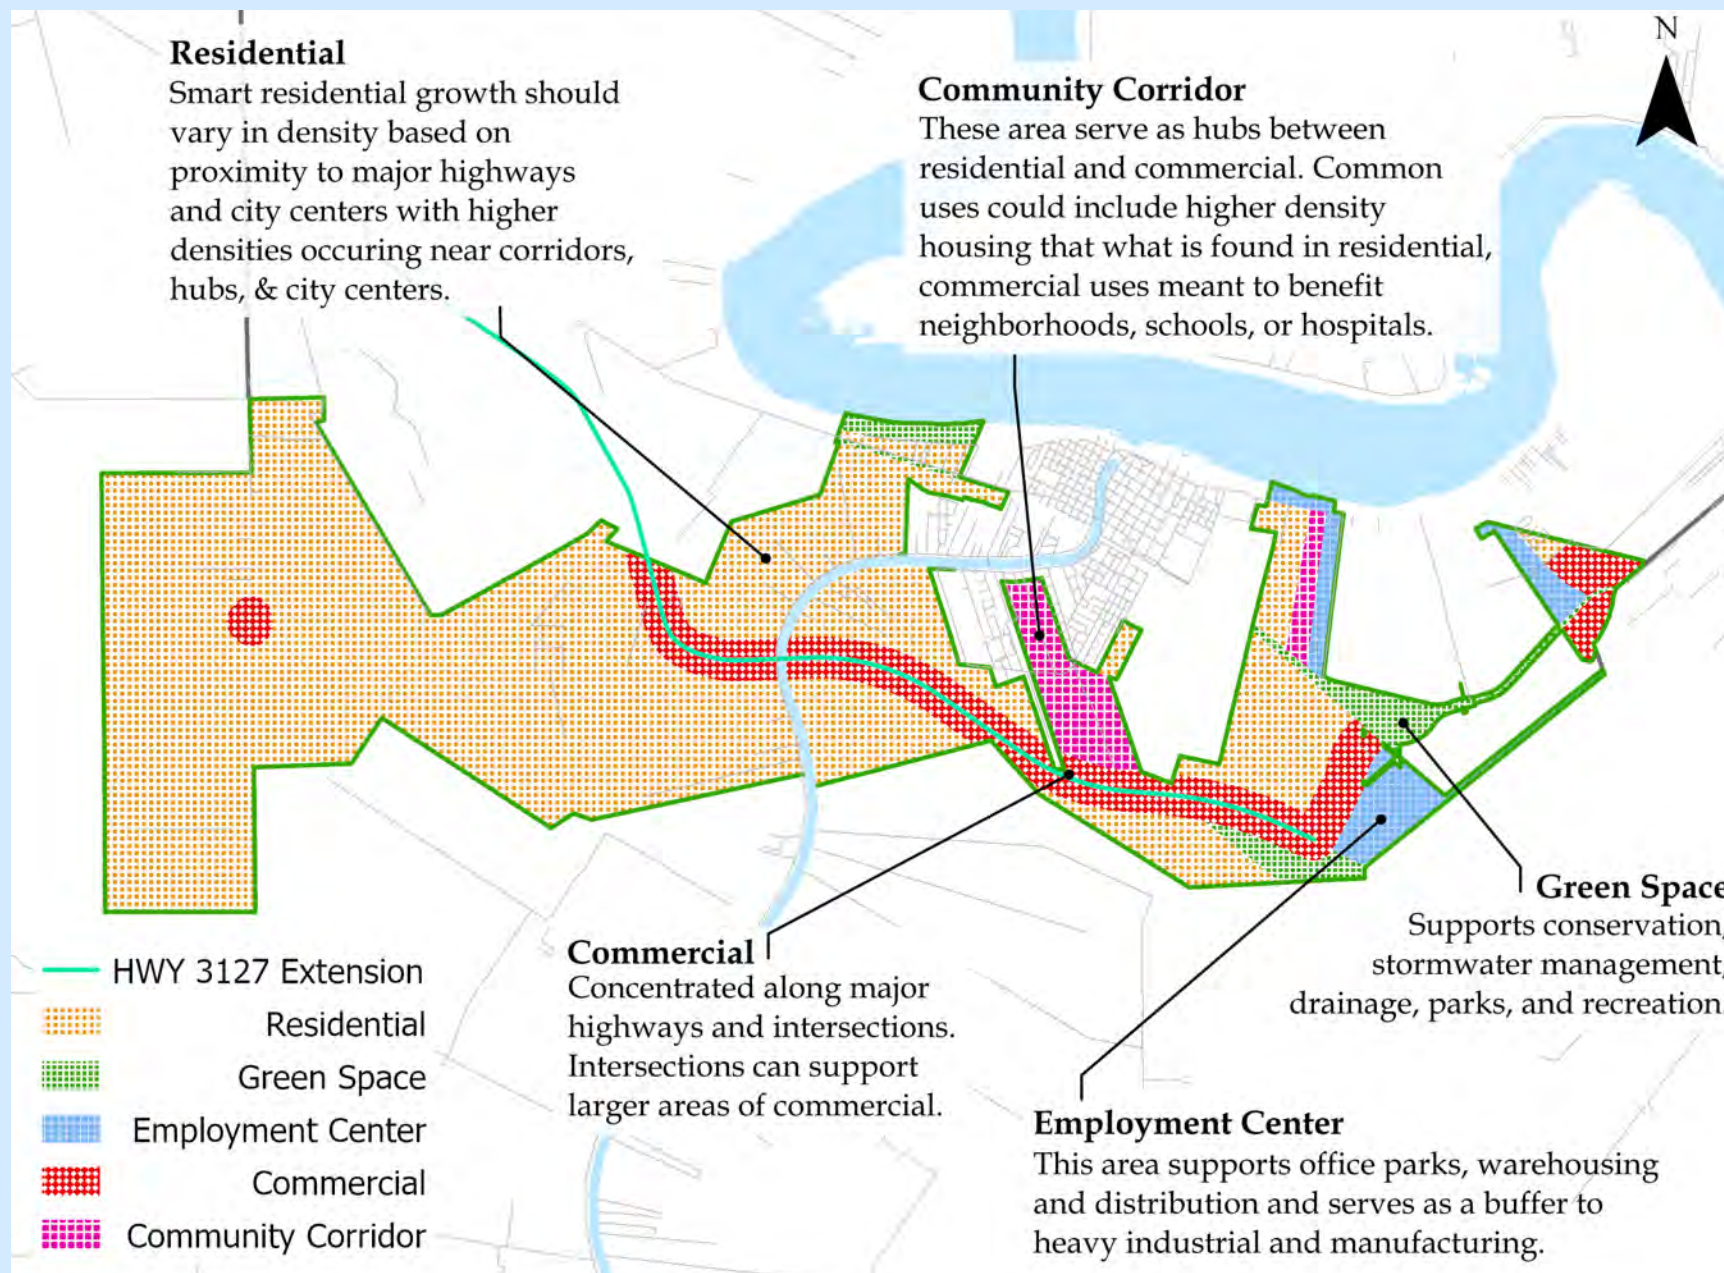 N
Residential
Smart residential growth should
vary in density based on
proximity to major highways
and city centers with higher
densities occuring near corridors,
hubs, & city centers.
Community Corridor
These area serve as hubs between
residential and commercial. Common
uses could include higher density
housing that what is found in residential,
commercial uses meant to benefit
neighborhoods, schools, or hospitals.
Green Space
Supports conservation,
stormwater management,
drainage, parks, and recreation.
Commercial
Concentrated along major
highways and intersections.
Intersections can support
larger areas of commercial.
Employment Center
This area supports office parks, warehousing
and distribution and serves as a buffer to
heavy industrial and manufacturing.
HWY 3127 Extension
Residential
Green Space
Employment Center
Commercial
Community Corridor